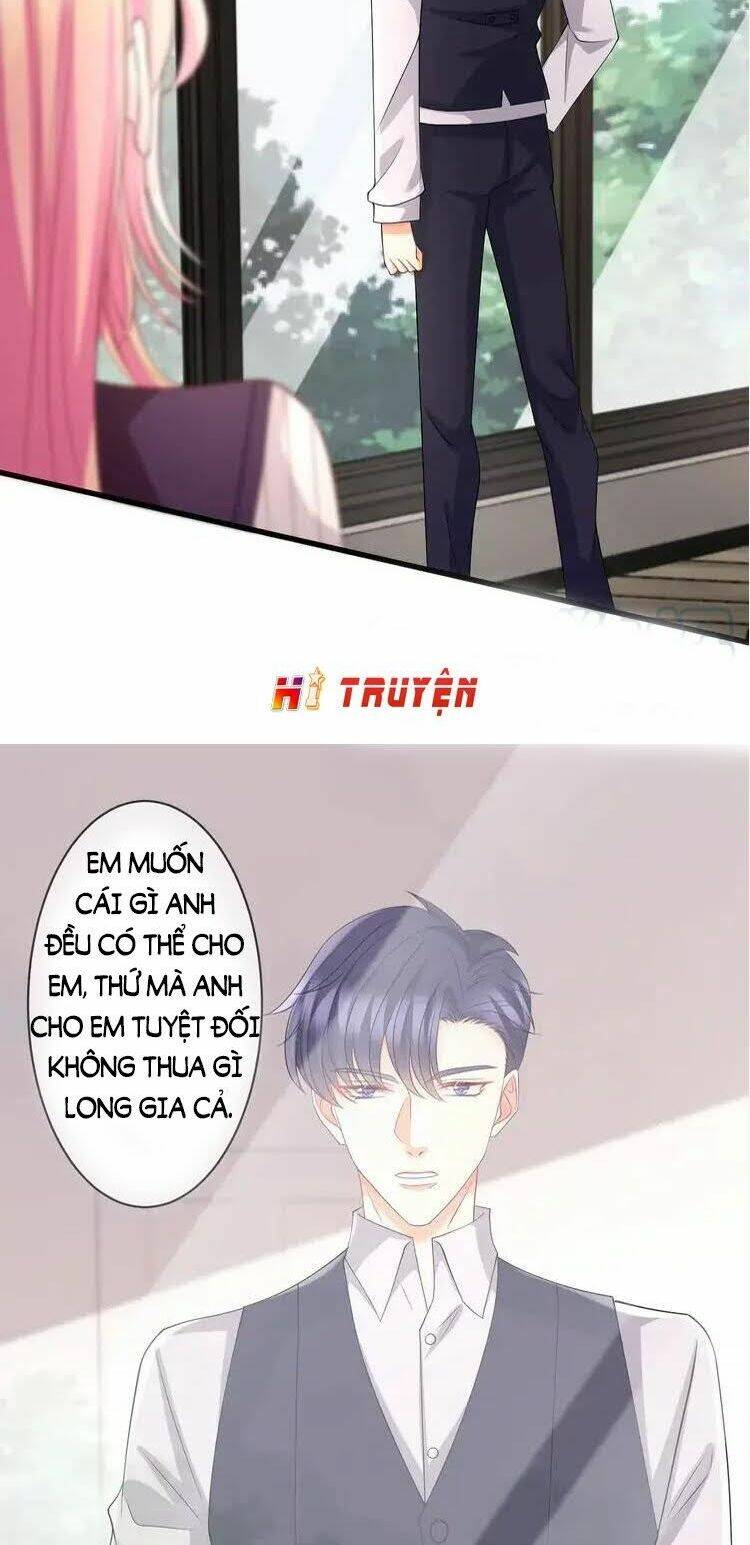 Hi TRUYỆN
EM MUỐN
CÁI GÌ ANH
ĐỀU CÓ THỂ CHO
EM, THỨ MÀ ANH
CHO EM TUYỆT ĐỐI
KHÔNG THUA GÌ
LONG GIA CẢ.